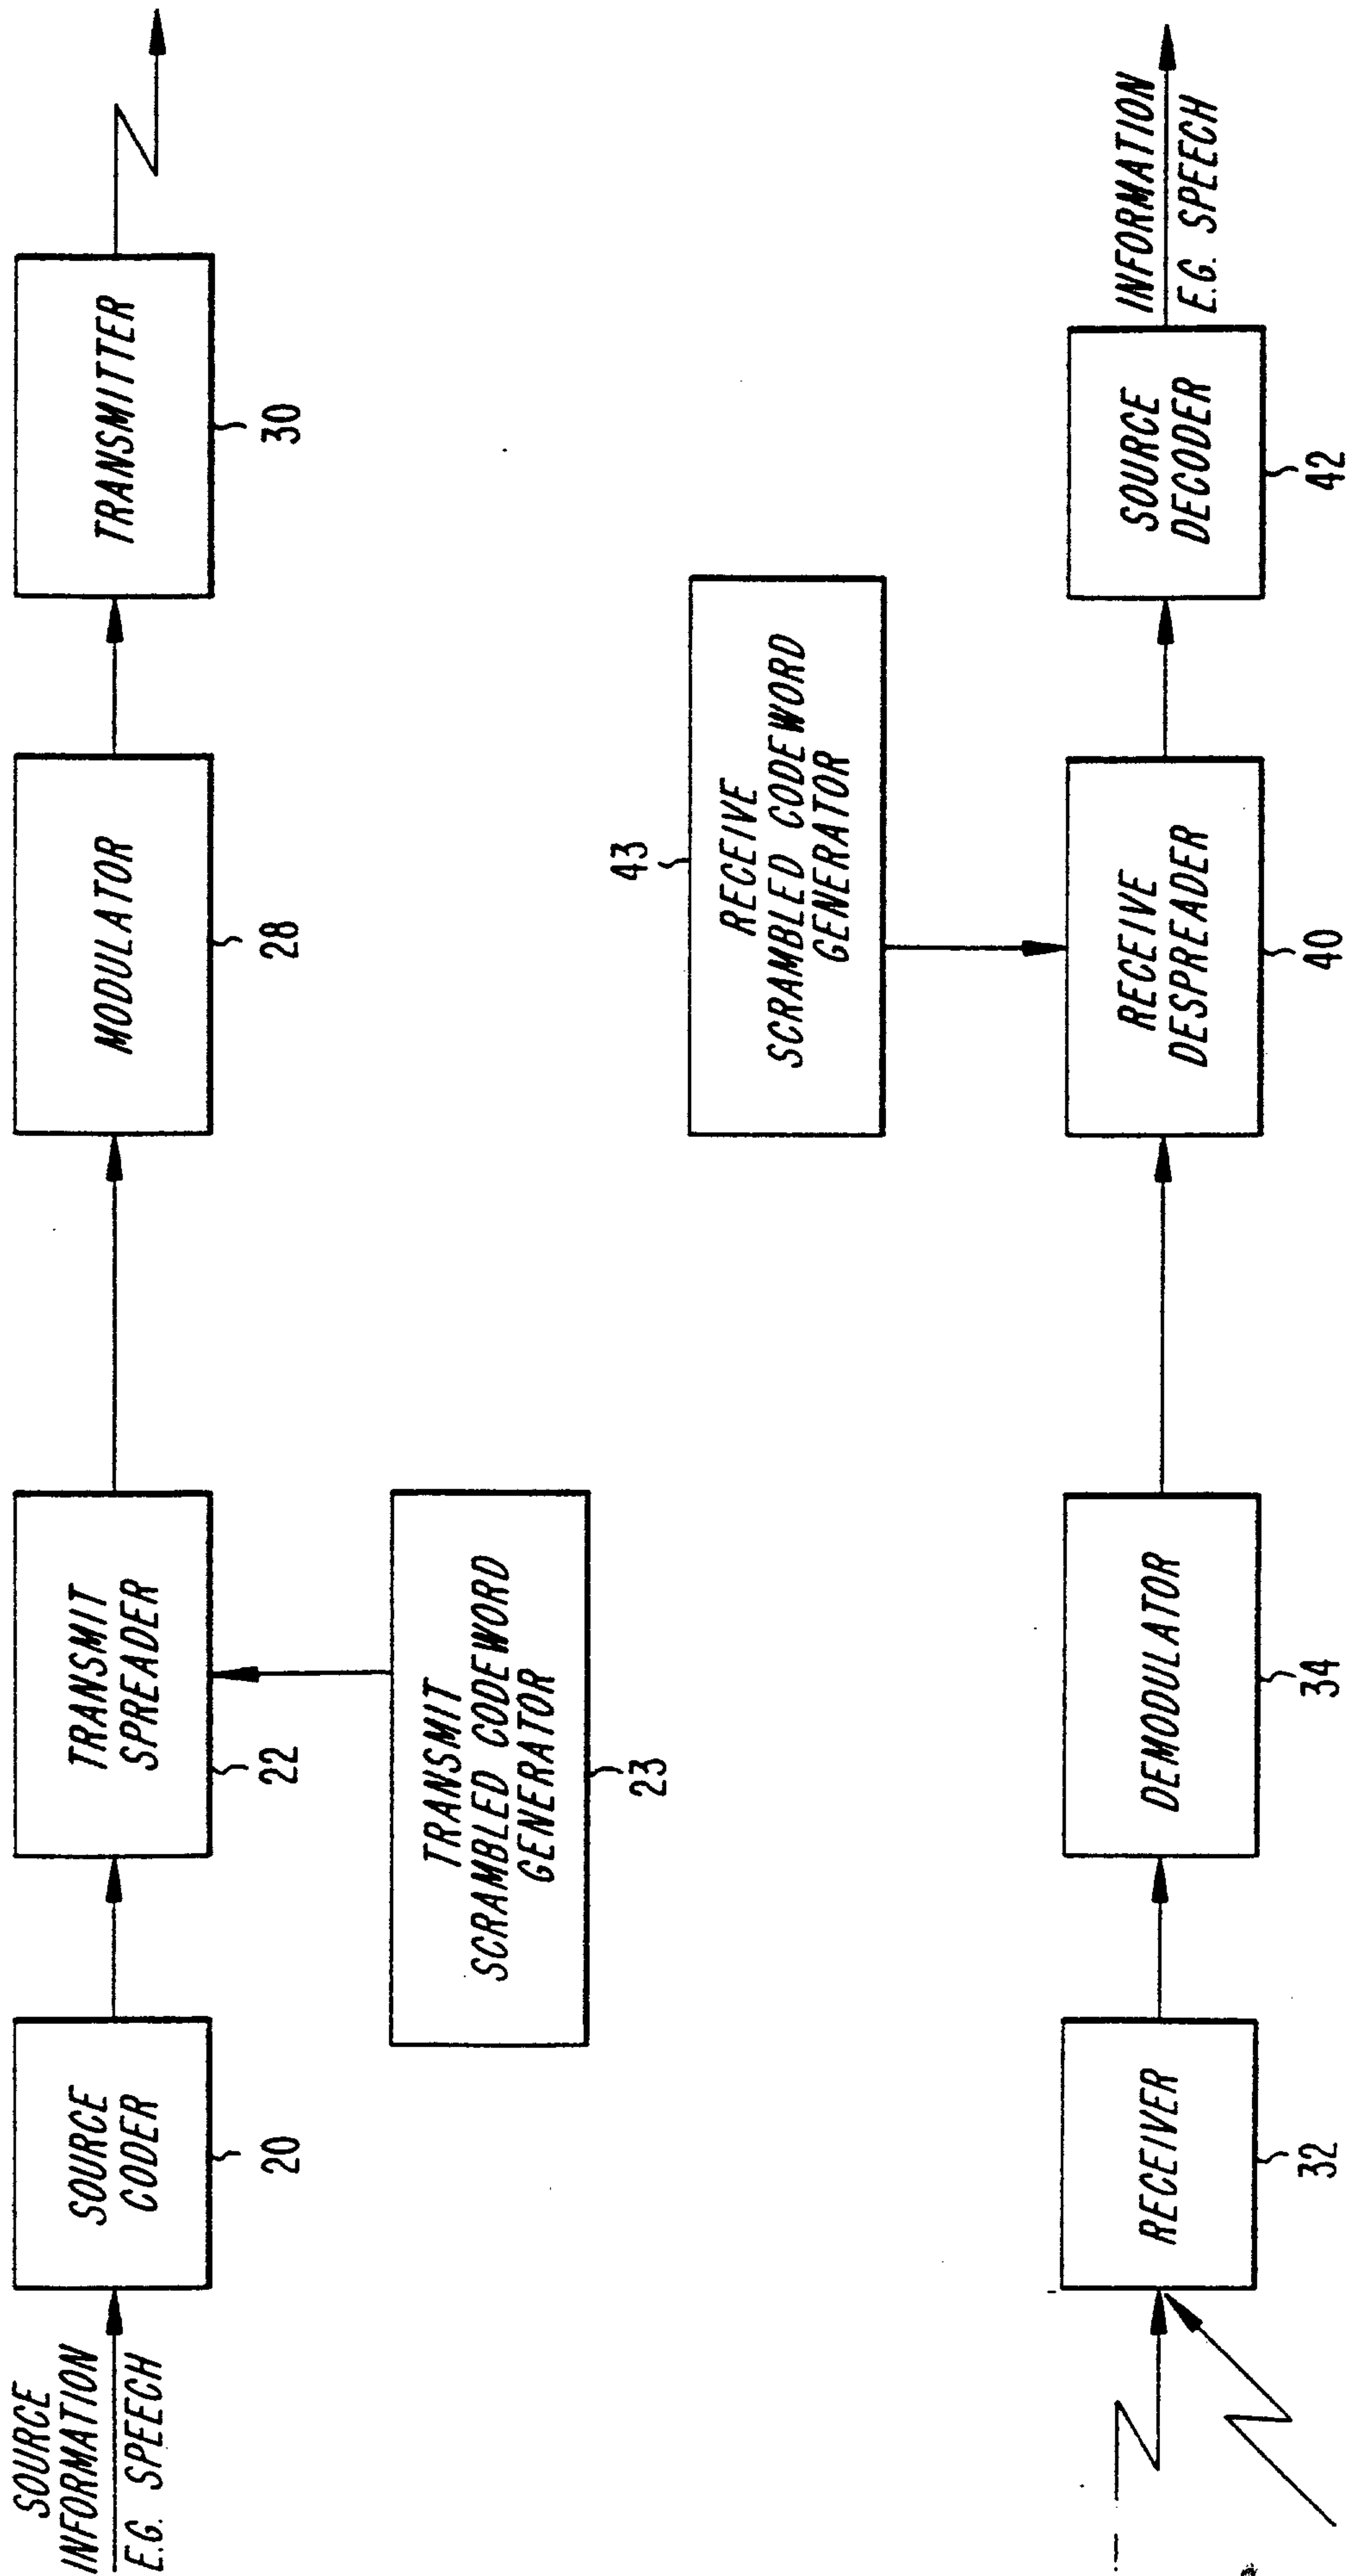 SOURCE
INFORMATION
E.G. SPEECH
SOURCE
CODER
20
TRANSMIT
SPREADER
22
TRANSMIT
SCRAMBLED CODEWORD
GENERATOR
23
MODULATOR
28
TRANSMITTER
30
RECEIVER
32
DEMODULATOR
34
RECEIVE
DESPREADER
40
RECEIVE
SCRAMBLED CODEWORD
GENERATOR
43
SOURCE
DECODER
42
INFORMATION
E.G. SPEECH